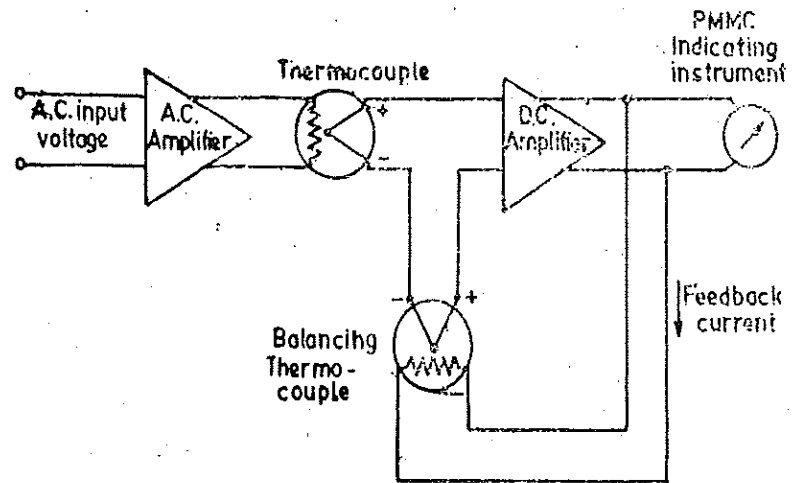 PMMC
Indicating
instrument
Thermocouple
A.C. input
voltage
A.C.
Amplifier
+
-
D.C.
Amplifier
- +
Feedback
current
Balancing
Thermo-
couple